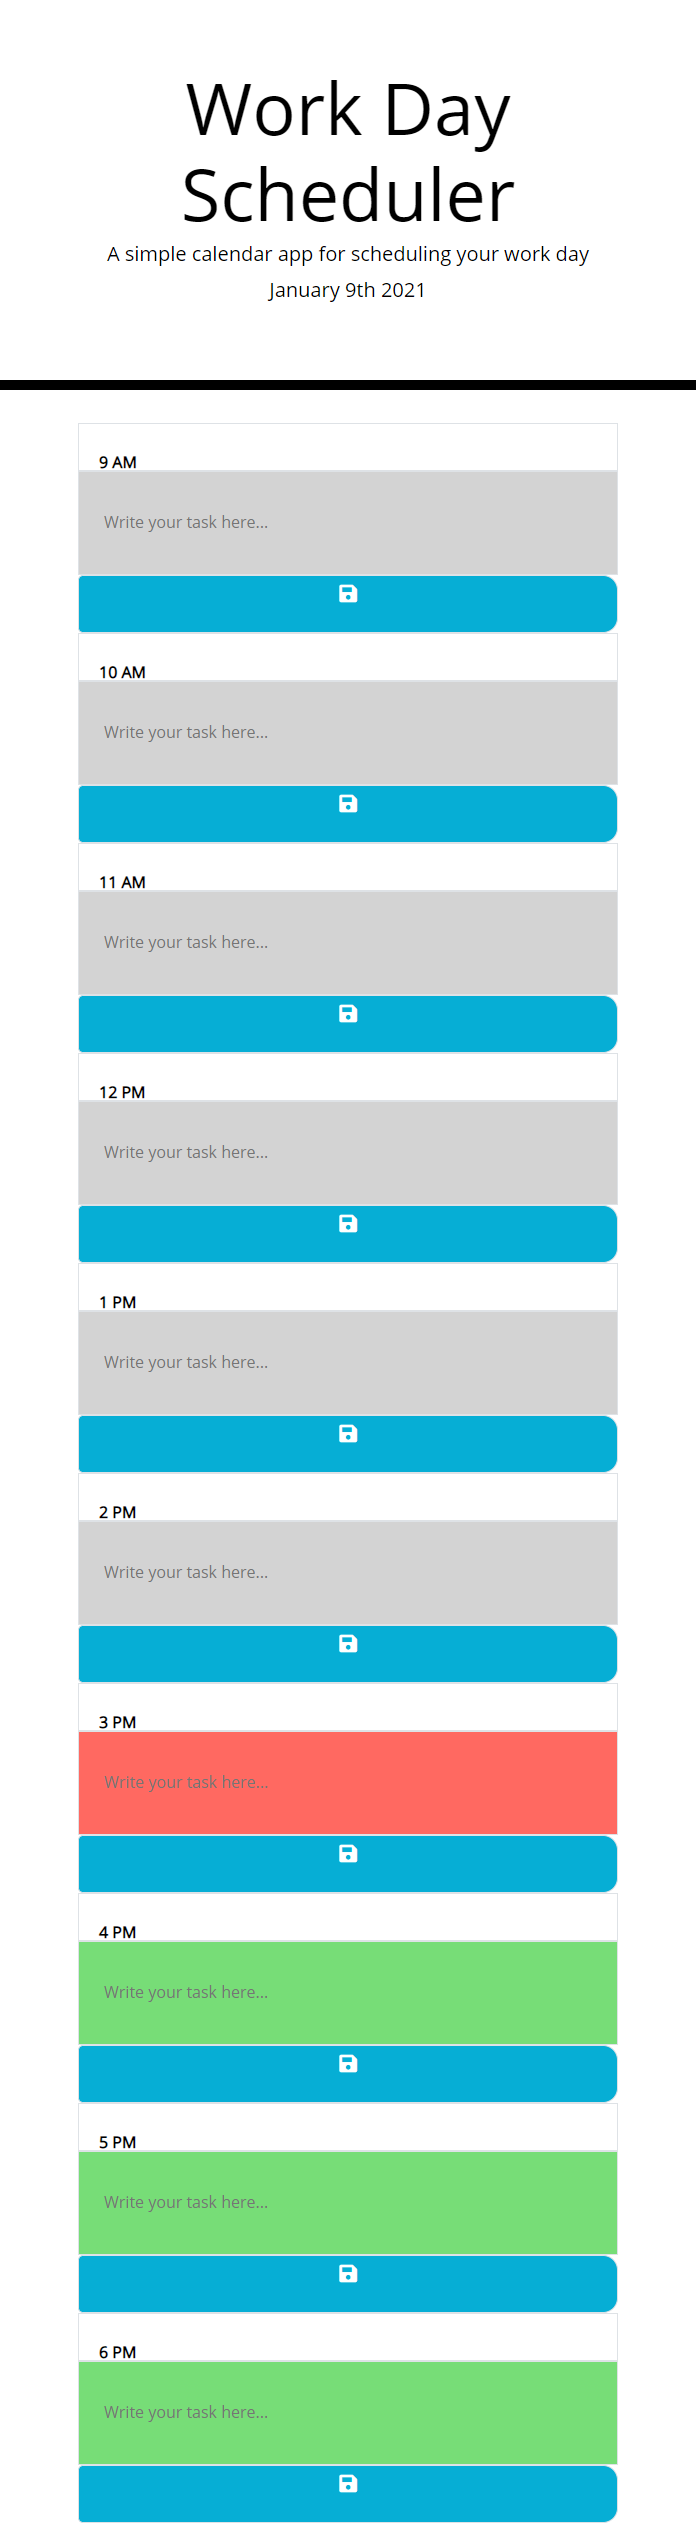 Work Day
Scheduler
A simple calendar app for scheduling your work day
January 9th 2021
9 AM
Write your task here...
10 AM
Write your task here...
11 AM
Write your task here...
12 PM
Write your task here...
1 PM
Write your task here...
2 PM
Write your task here...
3 PM
Write your task here...
4 PM
Write your task here...
5 PM
Write your task here...
6 PM
Write your task here...